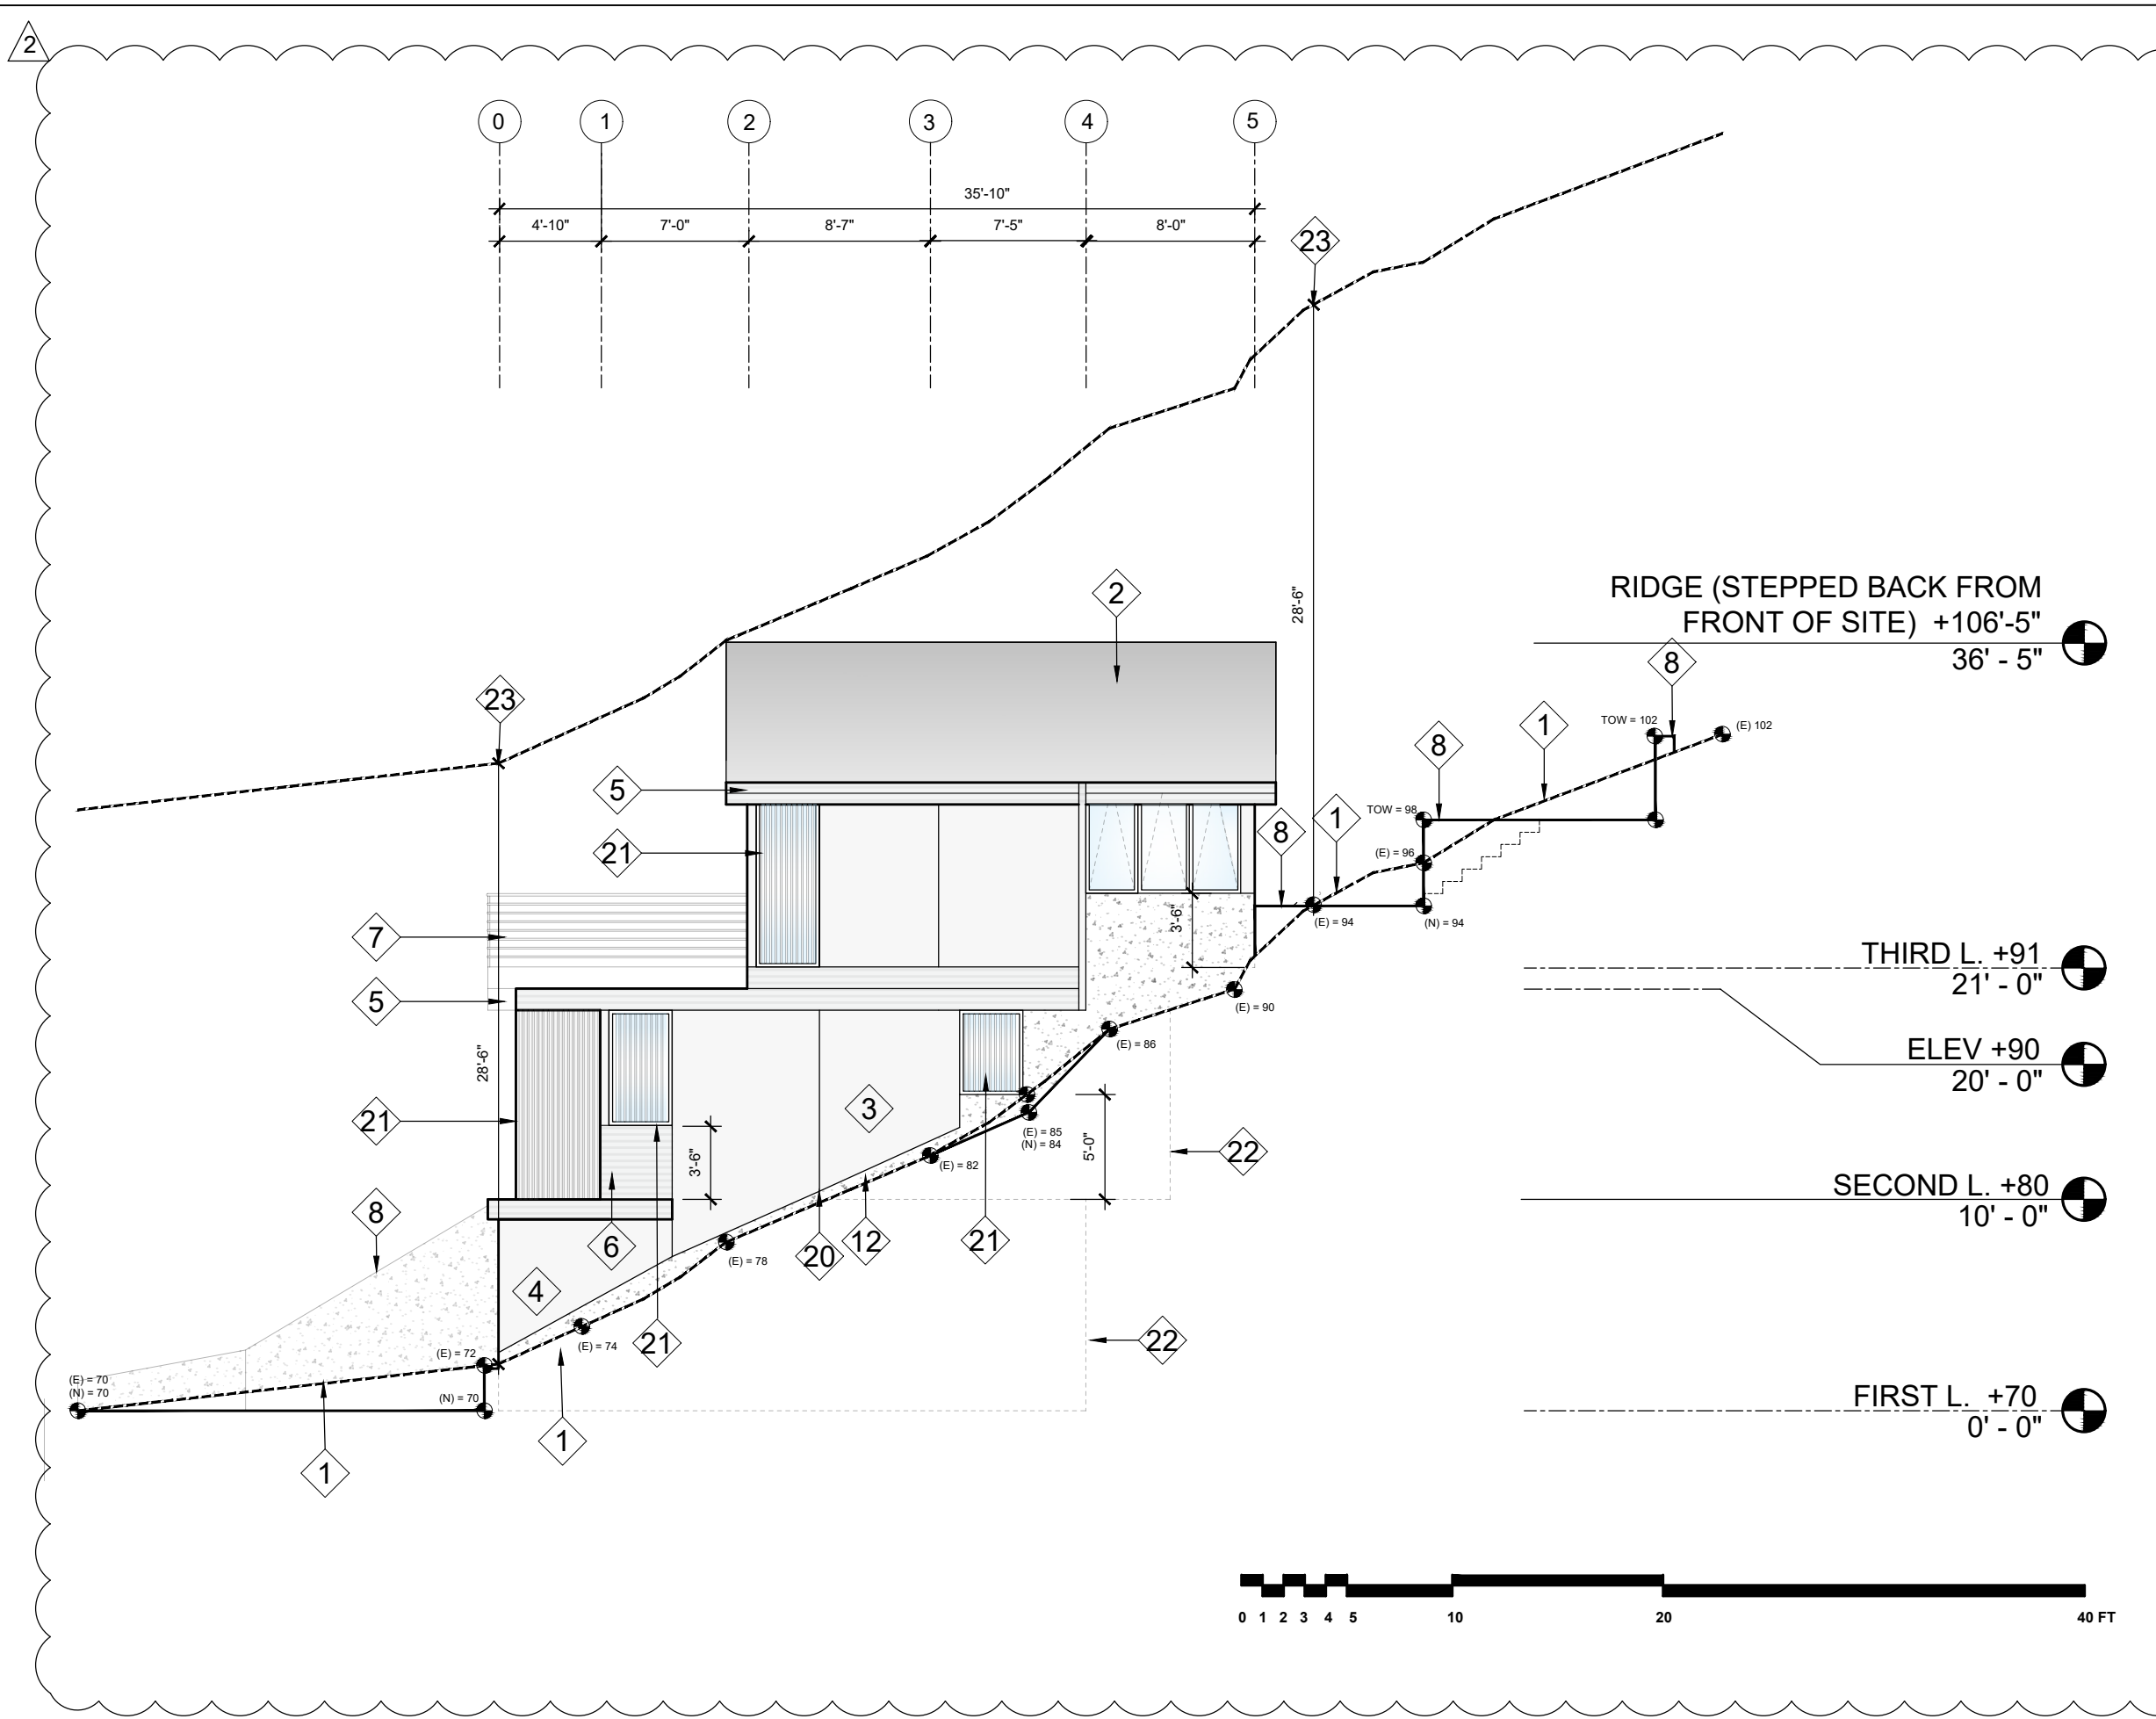 2
0 1 2 3 4 5
35'-10"
4'-10" 7'-0" 8'-7" 7'-5" 8'-0"
23
28'-6"
2
RIDGE (STEPPED BACK FROM
FRONT OF SITE) +106'-5"
36' - 5"
8
23
TOW = 102
(E) 102
1
8
5
TOW = 98
8
1
21
(E) = 96
3'-6"
(E) = 94
(N) = 94
7
THIRD L. +91
21' - 0"
5
(E) = 90
(E) = 86
ELEV +90
20' - 0"
28'-6"
21
3
(E) = 85
(N) = 84
5'-0"
22
3'-6"
(E) = 82
SECOND L. +80
10' - 0"
8
6
(E) = 78
20
12
21
4
(E) = 74
21
22
(E) = 72
(E) = 70
(N) = 70
(N) = 70
FIRST L. +70
0' - 0"
1
1
0 1 2 3 4 5 10 20 40 FT